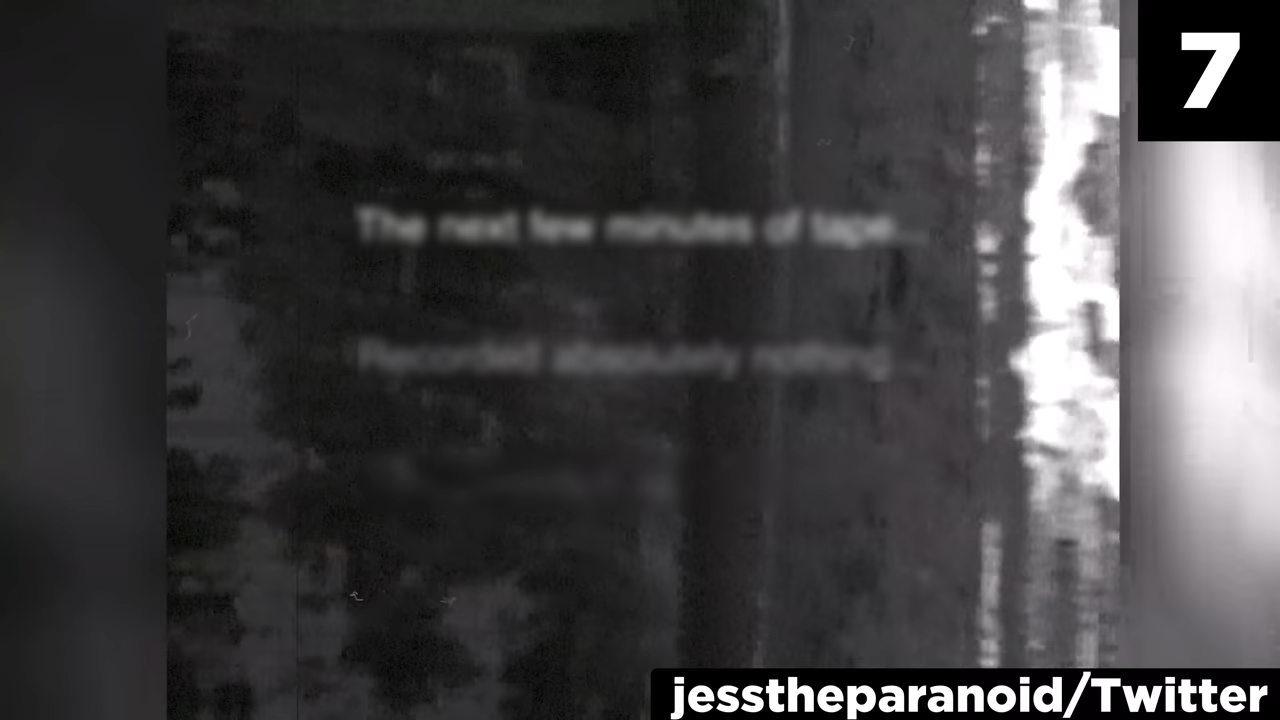 7
The next few minutes of tape...
Recorded absolutely nothing...
jesstheparanoid/Twitter